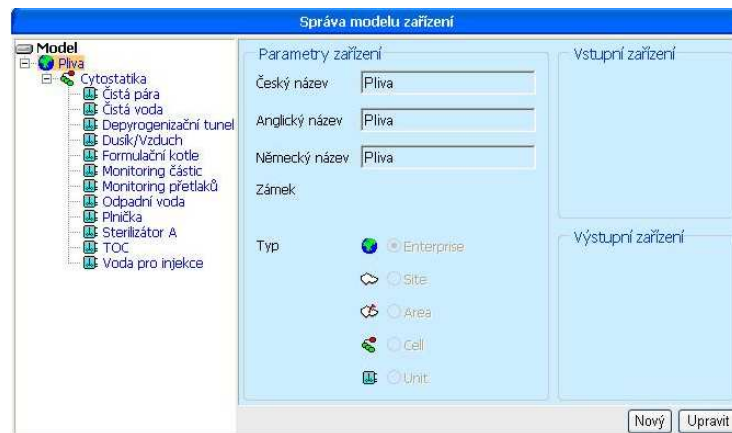 Správa modelu zařízení
Model
Pliva
Cytostatika
Čistá pára
Čistá voda
Depyrogenizační tunel
Dusík/Vzduch
Formulační kotle
Monitoring částic
Monitoring přetlaků
Odpadní voda
Plnička
Sterilizátor A
TOC
Voda pro injekce
Parametry zařízení
Český název Pliva
Anglický název Pliva
Německý název Pliva
Zámek
Typ Enterprise
Site
Area
Cell
Unit
Vstupní zařízení
Výstupní zařízení
Nový Upravit